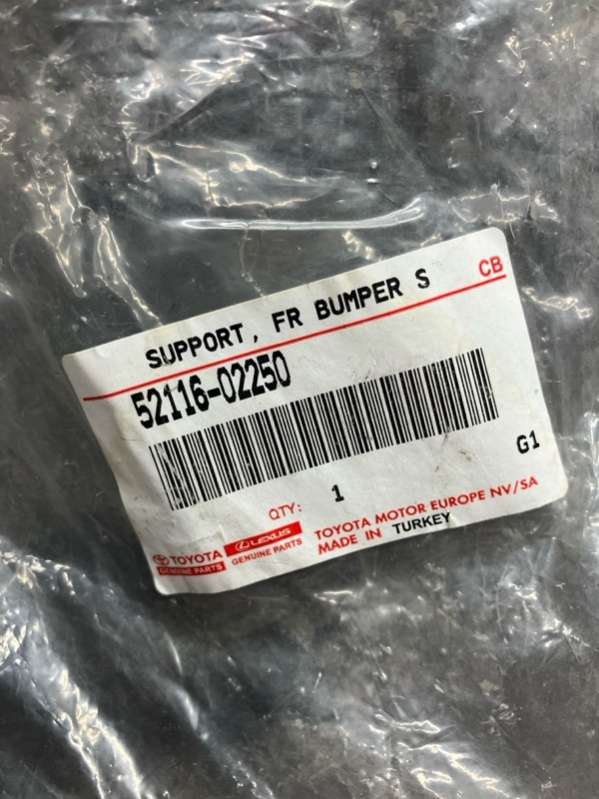 SUPPORT, FR BUMPER S
CB
52116-02250
G1
QTY: 1
TOYOTA
GENUINE PARTS
LEXUS
GENUINE PARTS
TOYOTA MOTOR EUROPE NV/SA
MADE IN TURKEY